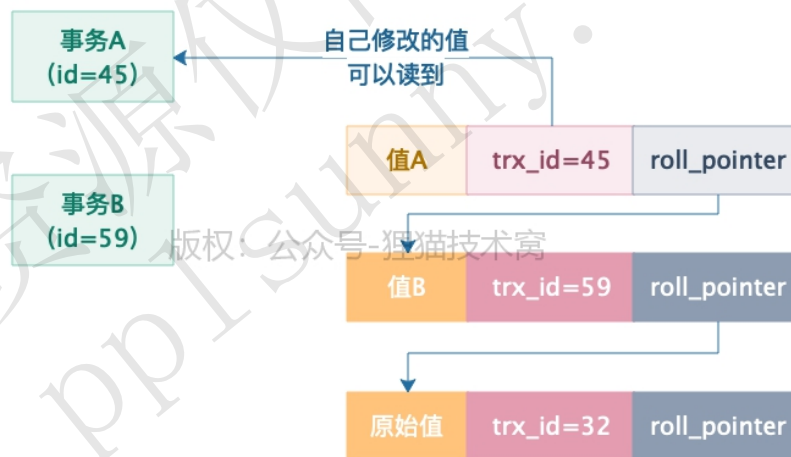 事务A
(id=45)
自己修改的值
可以读到
值A
trx_id=45
roll_pointer
事务B
(id=59)
版权：公众号-狸猫技术窝
值B
trx_id=59
roll_pointer
原始值
trx_id=32
roll_pointer
pplsunny.